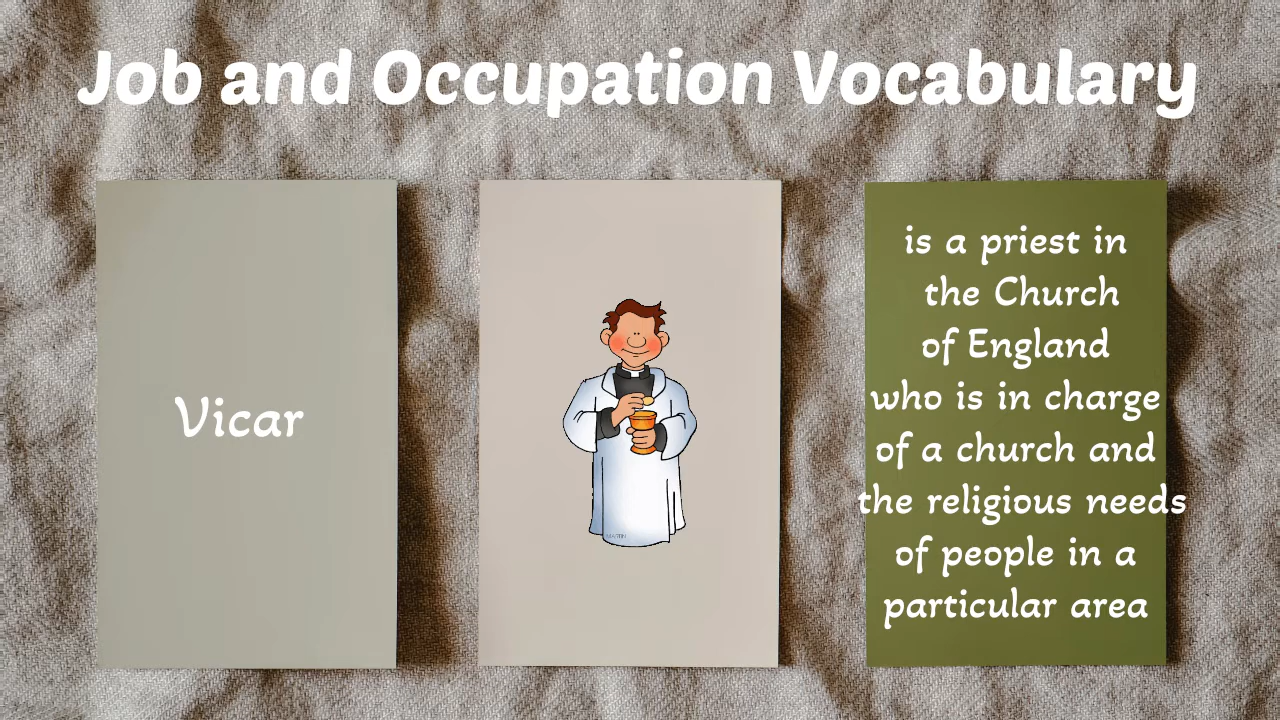 Job and Occupation Vocabulary
Vicar
MARTIN
is a priest in
the Church
of England
who is in charge
of a church and
the religious needs
of people in a
particular area